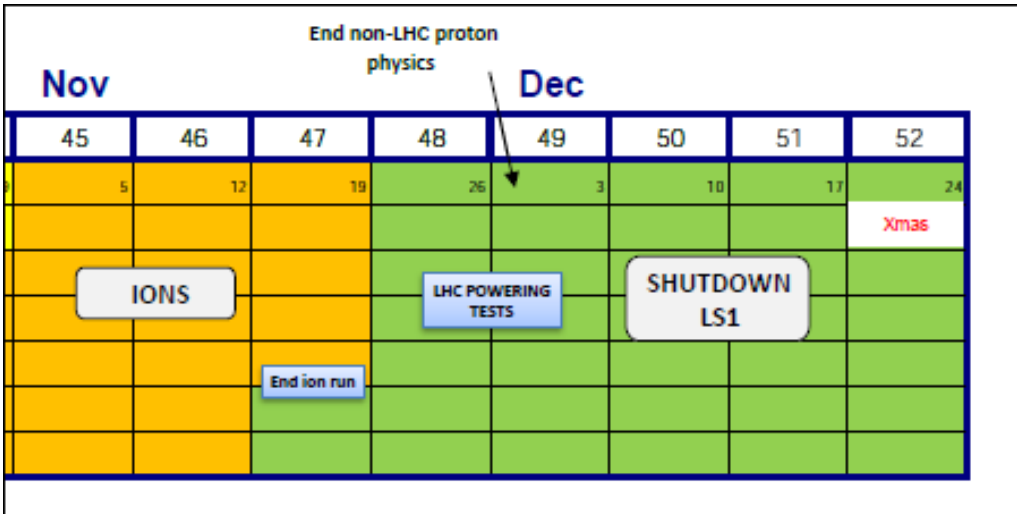 End non-LHC proton
physics
Nov
Dec
45 46 47 48 49 50 51 52
5 12 19 26 3 10 17 24
Xmas
IONS
LHC POWERING
TESTS
SHUTDOWN
LS1
End ion run